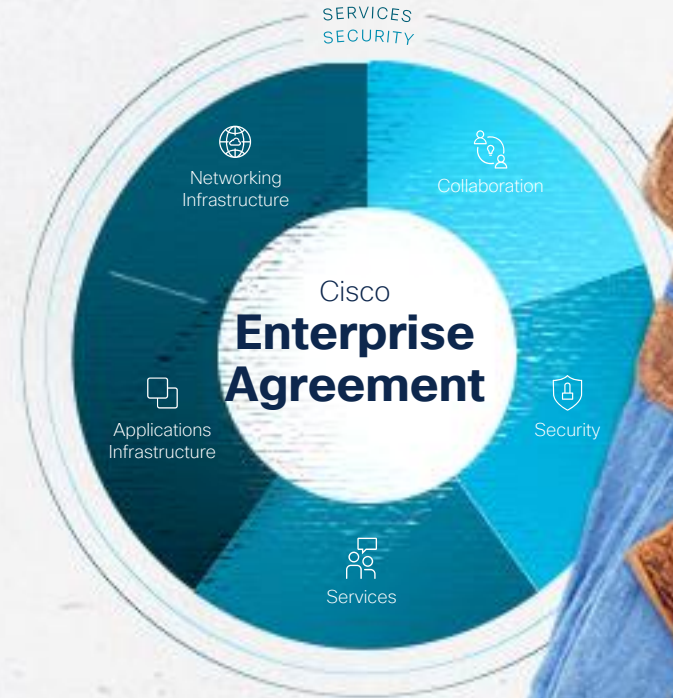 SERVICES
SECURITY
Networking
Infrastructure
Collaboration
Cisco
Enterprise
Agreement
Applications
Infrastructure
Security
Services